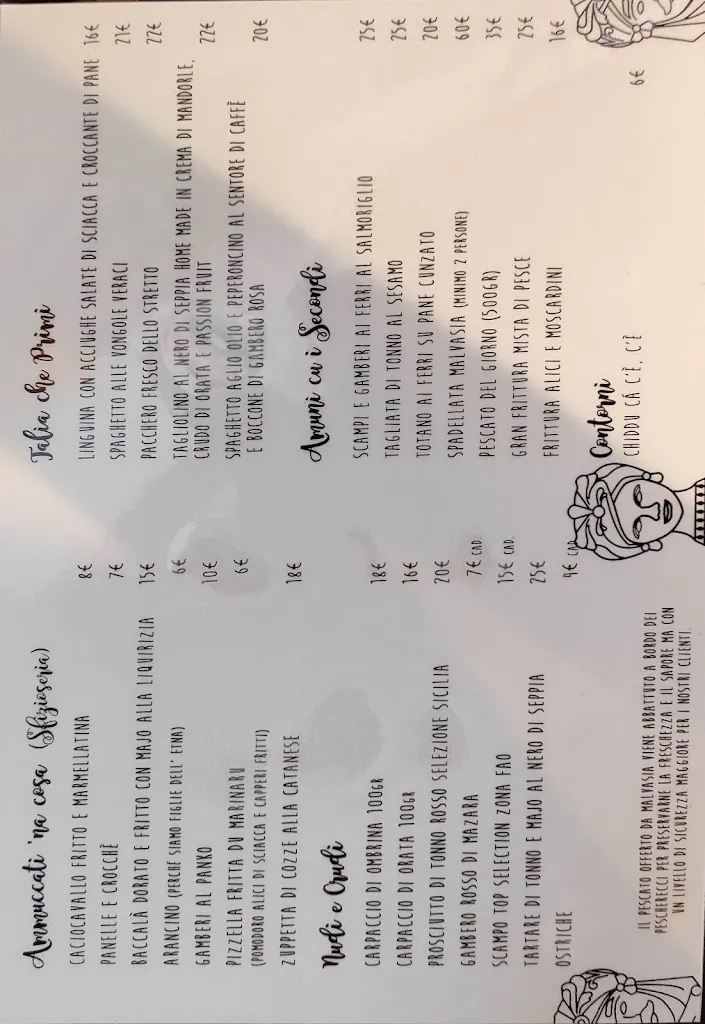 Ammuccati 'na cosa (Sfizioseria)
CACIOCAVALLO FRITTO E MARMELLATINA 8€
PANELLE E CROCCHÈ 7€
BACCALÀ DORATO E FRITTO CON MAJO ALLA LIQUIRIZIA 15€
ARANCINO (PERCHÈ SIAMO FIGLIE DELL' ETNA) 6€
GAMBERI AL PANKO 10€
PIZZELLA FRITTA DU MARINARU 6€
(POMODORO ALICI DI SCIACCA E CAPPERI FRITTI)
ZUPPETTA DI COZZE ALLA CATANESE 18€
Nudi e Crudi
CARPACCIO DI OMBRINA 100GR 18€
CARPACCIO DI ORATA 100GR 16€
PROSCIUTTO DI TONNO ROSSO SELEZIONE SICILIA 20€
GAMBERO ROSSO DI MAZARA 7€ CAD.
SCAMPO TOP SELECTION ZONA FAO 15€ CAD.
TARTARE DI TONNO E MAJO AL NERO DI SEPPIA 25€
OSTRICHE 4€ CAD.
IL PESCATO OFFERTO DA MALVASIA VIENE ABBATTUTO A BORDO DEI
PESCHERECCI PER PRESERVARNE LA FRESCHEZZA E IL SAPORE MA CON
UN LIVELLO DI SICUREZZA MAGGIORE PER I NOSTRI CLIENTI.
Talia che Primi
LINGUINA CON ACCIUGHE SALATE DI SCIACCA E CROCCANTE DI PANE 16€
SPAGHETTO ALLE VONGOLE VERACI 21€
PACCHERO FRESCO DELLO STRETTO 22€
TAGLIOLINO AL NERO DI SEPPIA HOME MADE IN CREMA DI MANDORLE, 22€
CRUDO DI ORATA E PASSION FRUIT
SPAGHETTO AGLIO OLIO E PEPERONCINO AL SENTORE DI CAFFÈ 20€
E BOCCONE DI GAMBERO ROSA
Amuni cu i Secondi
SCAMPI E GAMBERI AI FERRI AL SALMORIGLIO 25€
TAGLIATA DI TONNO AL SESAMO 25€
TOTANO AI FERRI SU PANE CUNZATO 20€
SPADELLATA MALVASIA (MINIMO 2 PERSONE) 60€
PESCATO DEL GIORNO (500GR) 35€
GRAN FRITTURA MISTA DI PESCE 25€
FRITTURA ALICI E MOSCARDINI 16€
Contorni
CHIDDU CÁ C'È, C'È 6€